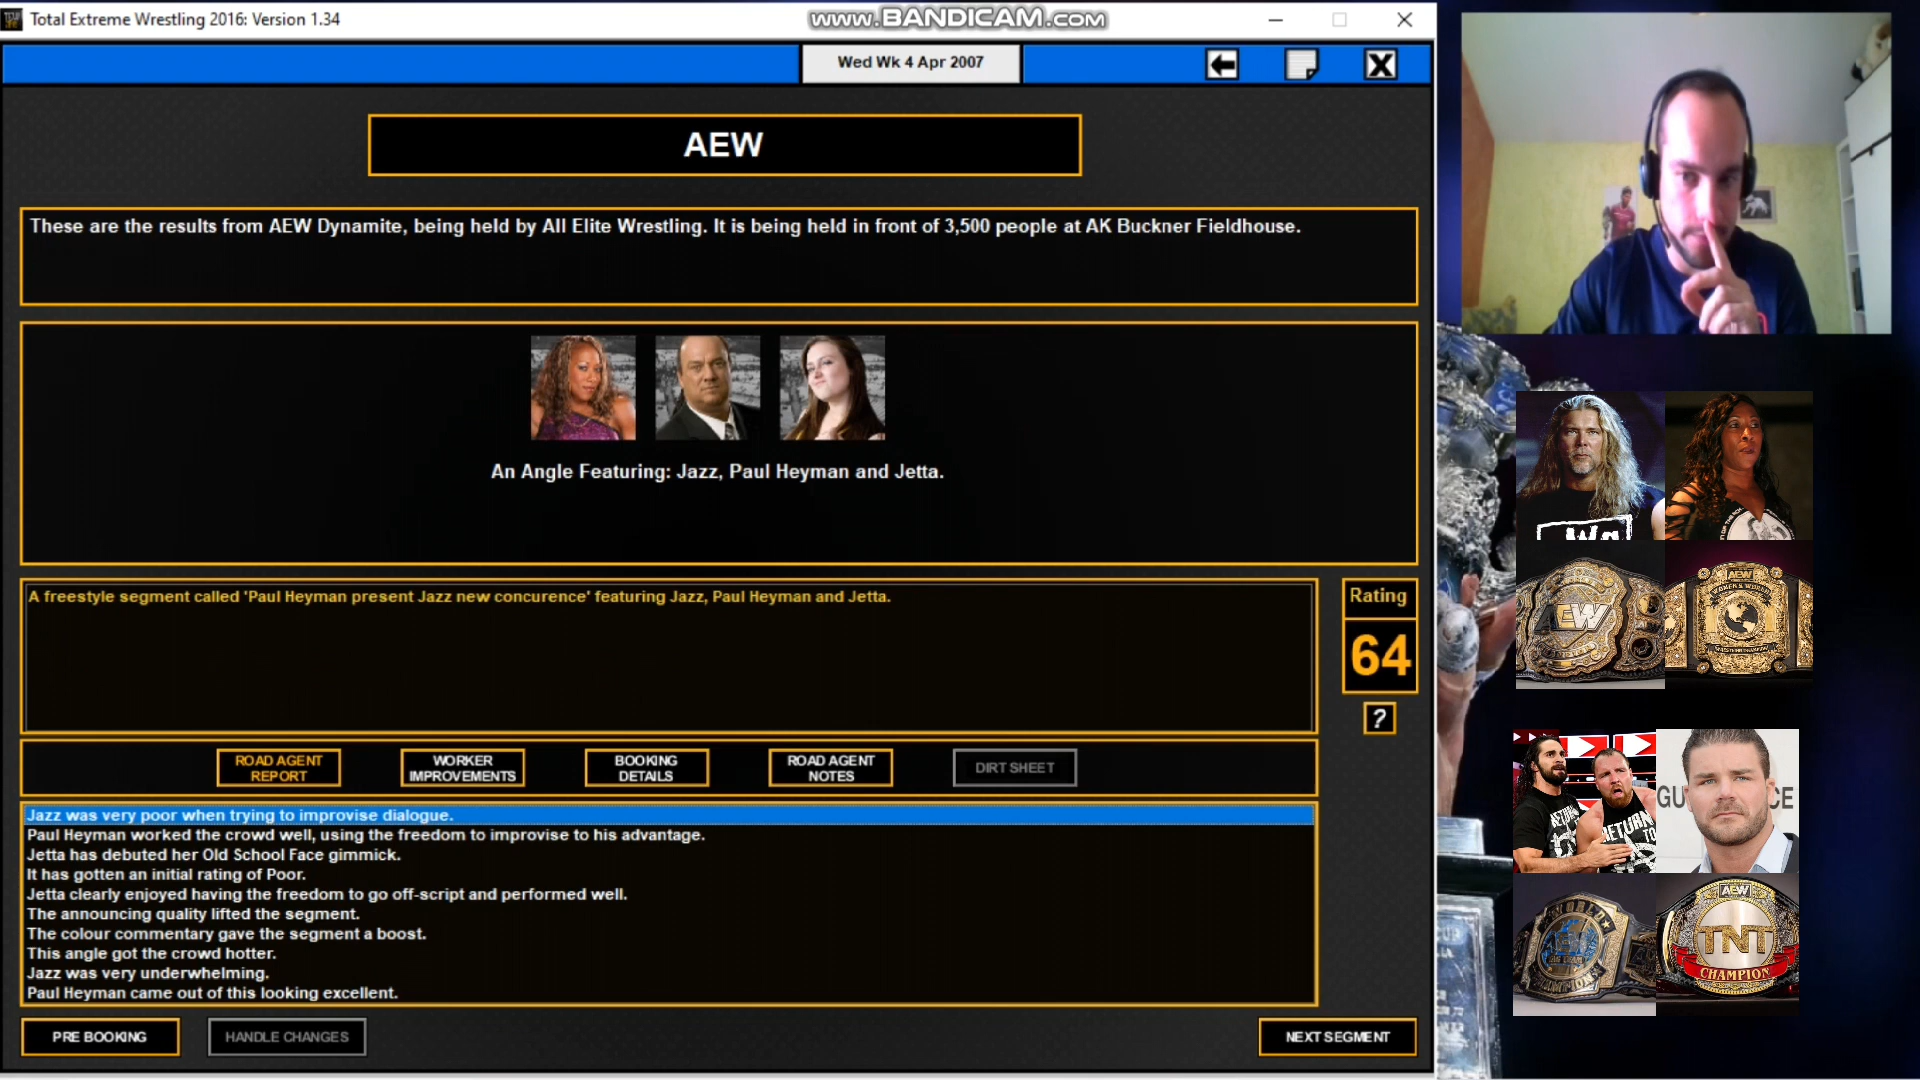 Total Extreme Wrestling 2016: Version 1.34
www.BANDICAM.com
Wed Wk 4 Apr 2007
AEW
These are the results from AEW Dynamite, being held by All Elite Wrestling. It is being held in front of 3,500 people at AK Buckner Fieldhouse.
An Angle Featuring: Jazz, Paul Heyman and Jetta.
A freestyle segment called 'Paul Heyman present Jazz new concurence' featuring Jazz, Paul Heyman and Jetta.
Rating
64
?
ROAD AGENT
REPORT
WORKER
IMPROVEMENTS
BOOKING
DETAILS
ROAD AGENT
NOTES
DIRT SHEET
Jazz was very poor when trying to improvise dialogue.
Paul Heyman worked the crowd well, using the freedom to improvise to his advantage.
Jetta has debuted her Old School Face gimmick.
It has gotten an initial rating of Poor.
Jetta clearly enjoyed having the freedom to go off-script and performed well.
The announcing quality lifted the segment.
The colour commentary gave the segment a boost.
This angle got the crowd hotter.
Jazz was very underwhelming.
Paul Heyman came out of this looking excellent.
PRE BOOKING
HANDLE CHANGES
NEXT SEGMENT
AEW
AEW
RETURN
TO
GU
CE
WORLD
AEW
TNT
CHAMPION